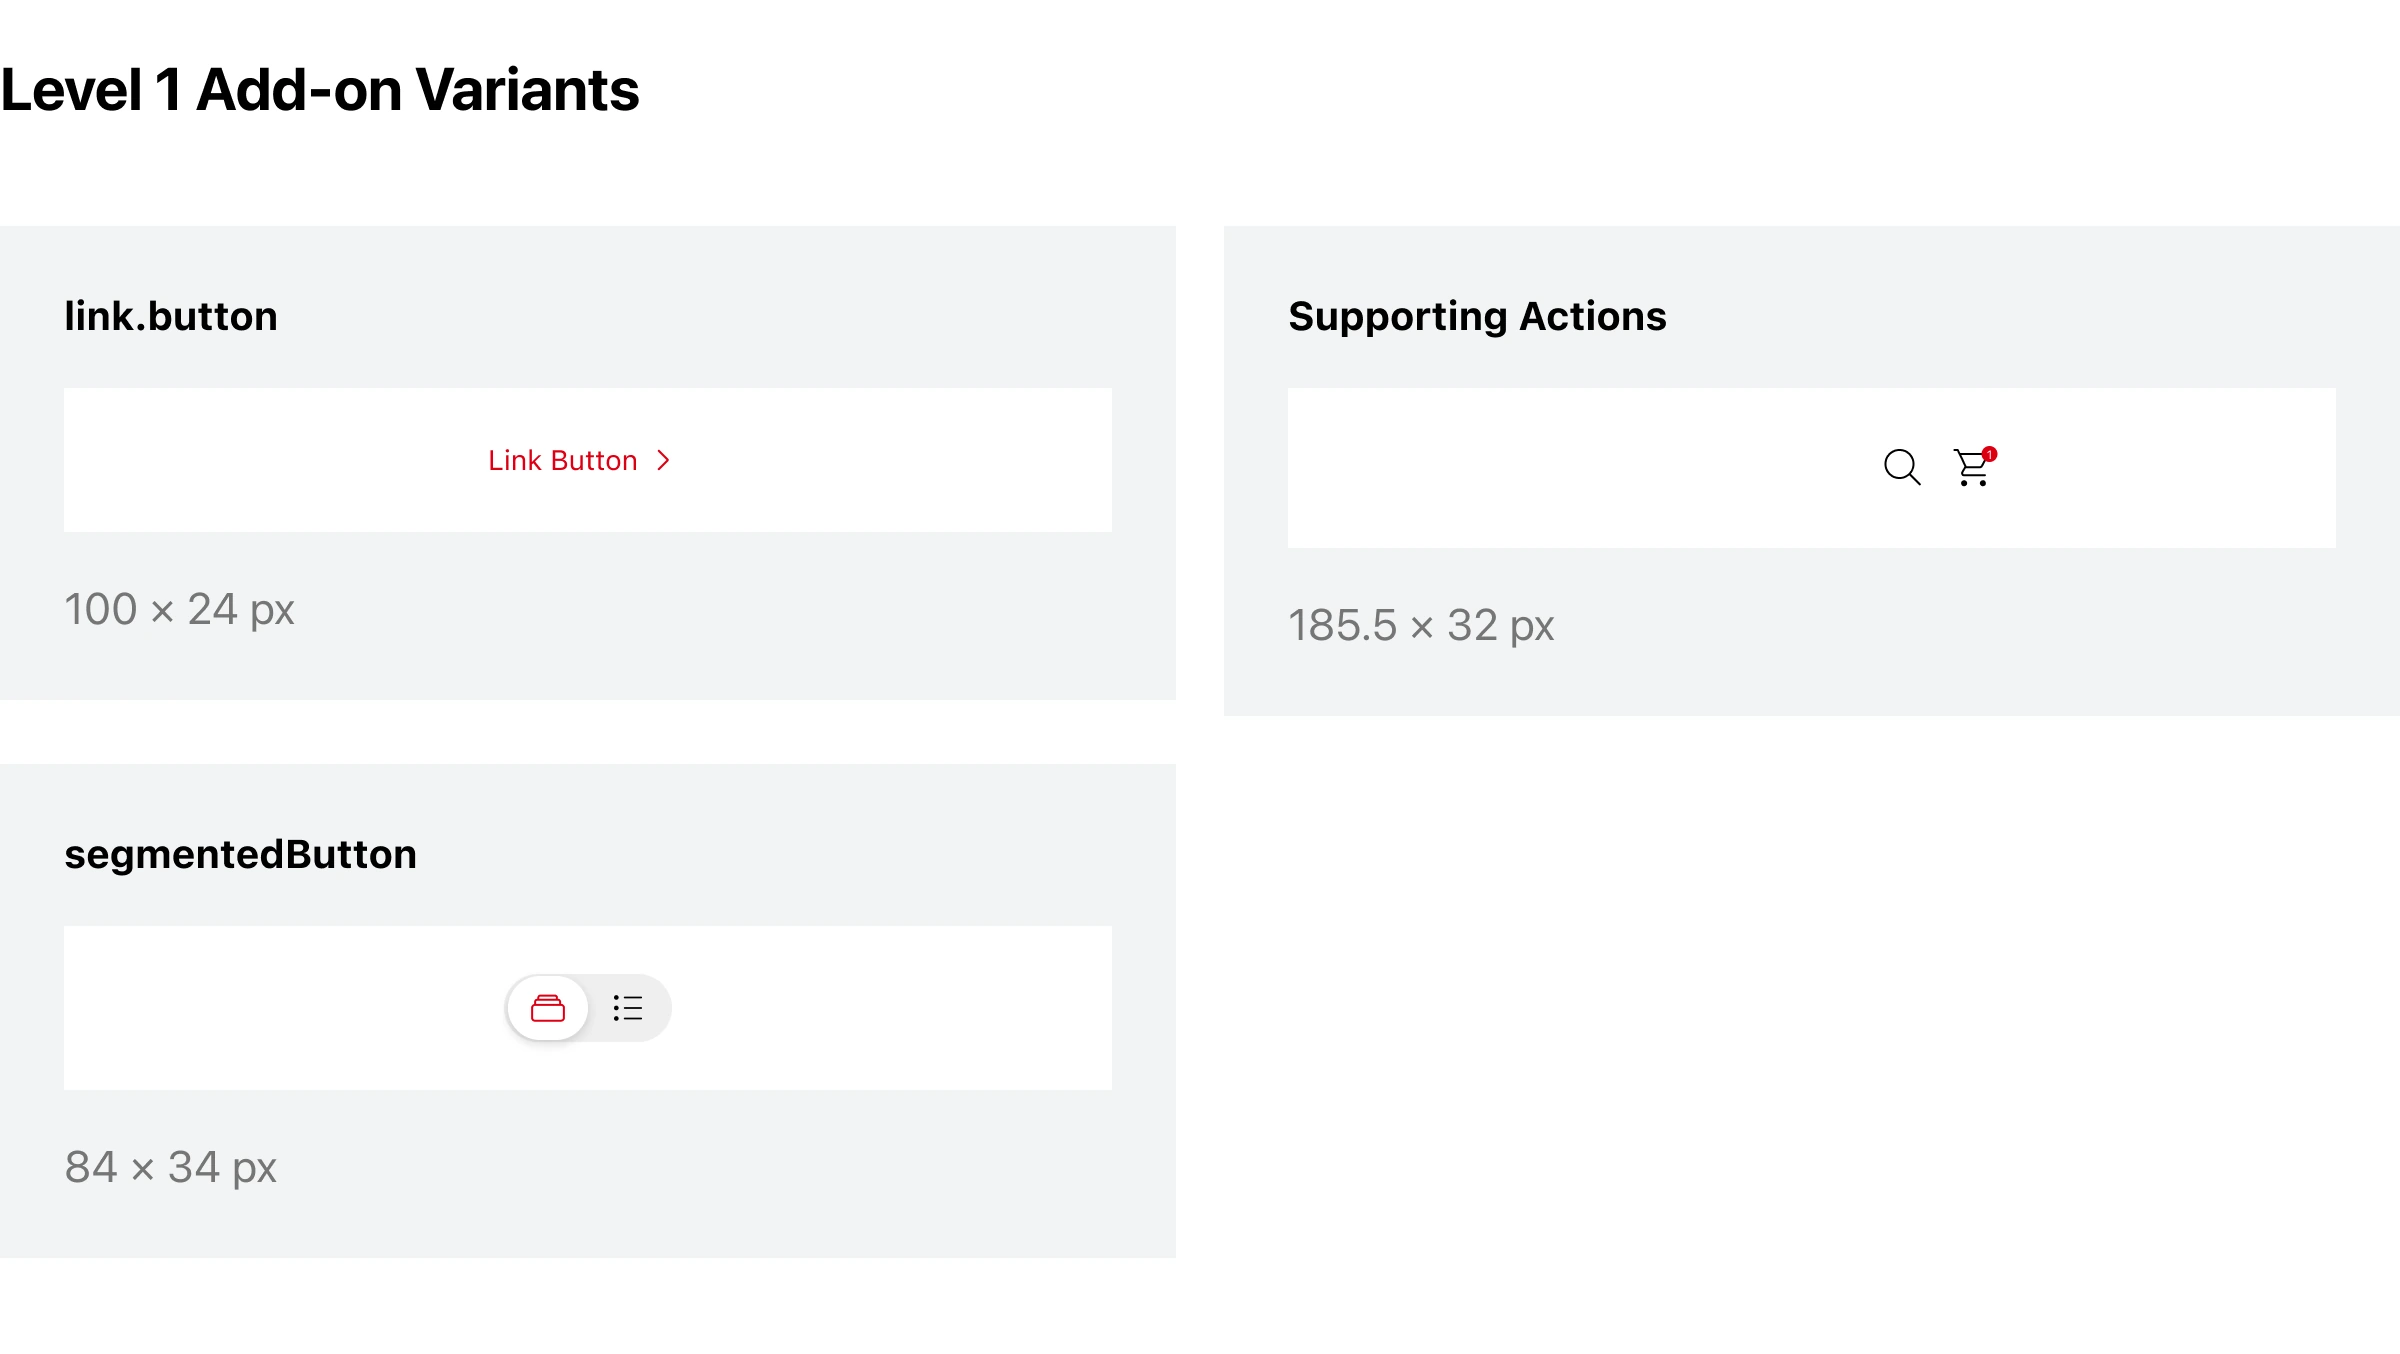 Level 1 Add-on Variants
link.button
Link Button
100 × 24 px
Supporting Actions
1
185.5 × 32 px
segmentedButton
84 × 34 px